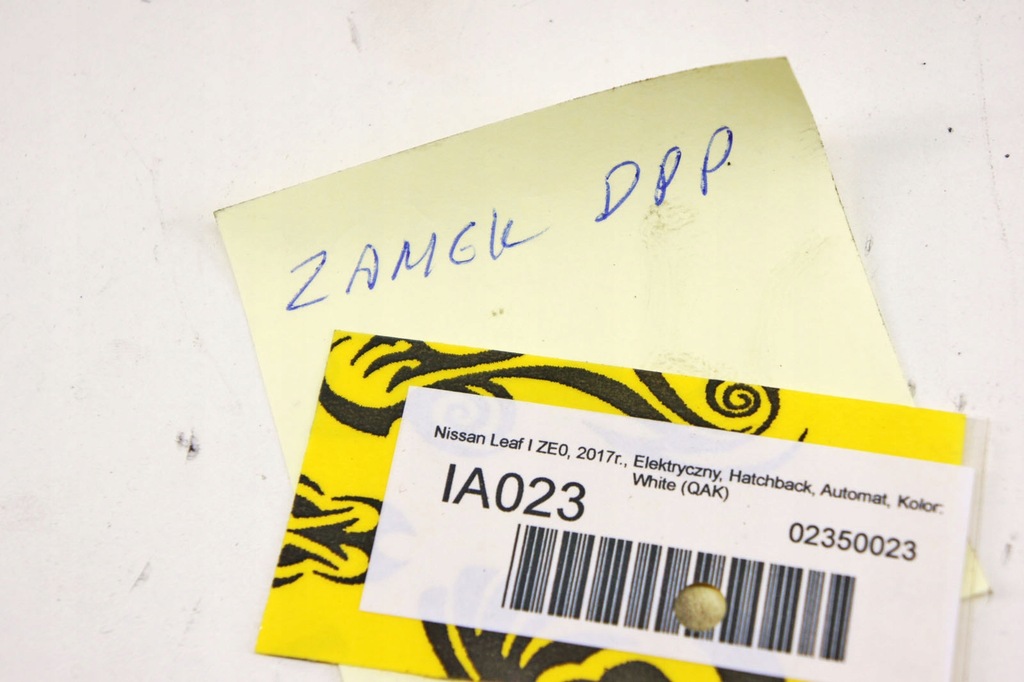 ZAMEK DPP
Nissan Leaf I ZE0, 2017r., Elektryczny, Hatchback, Automat, Kolor:
White (QAK)
IA023
02350023